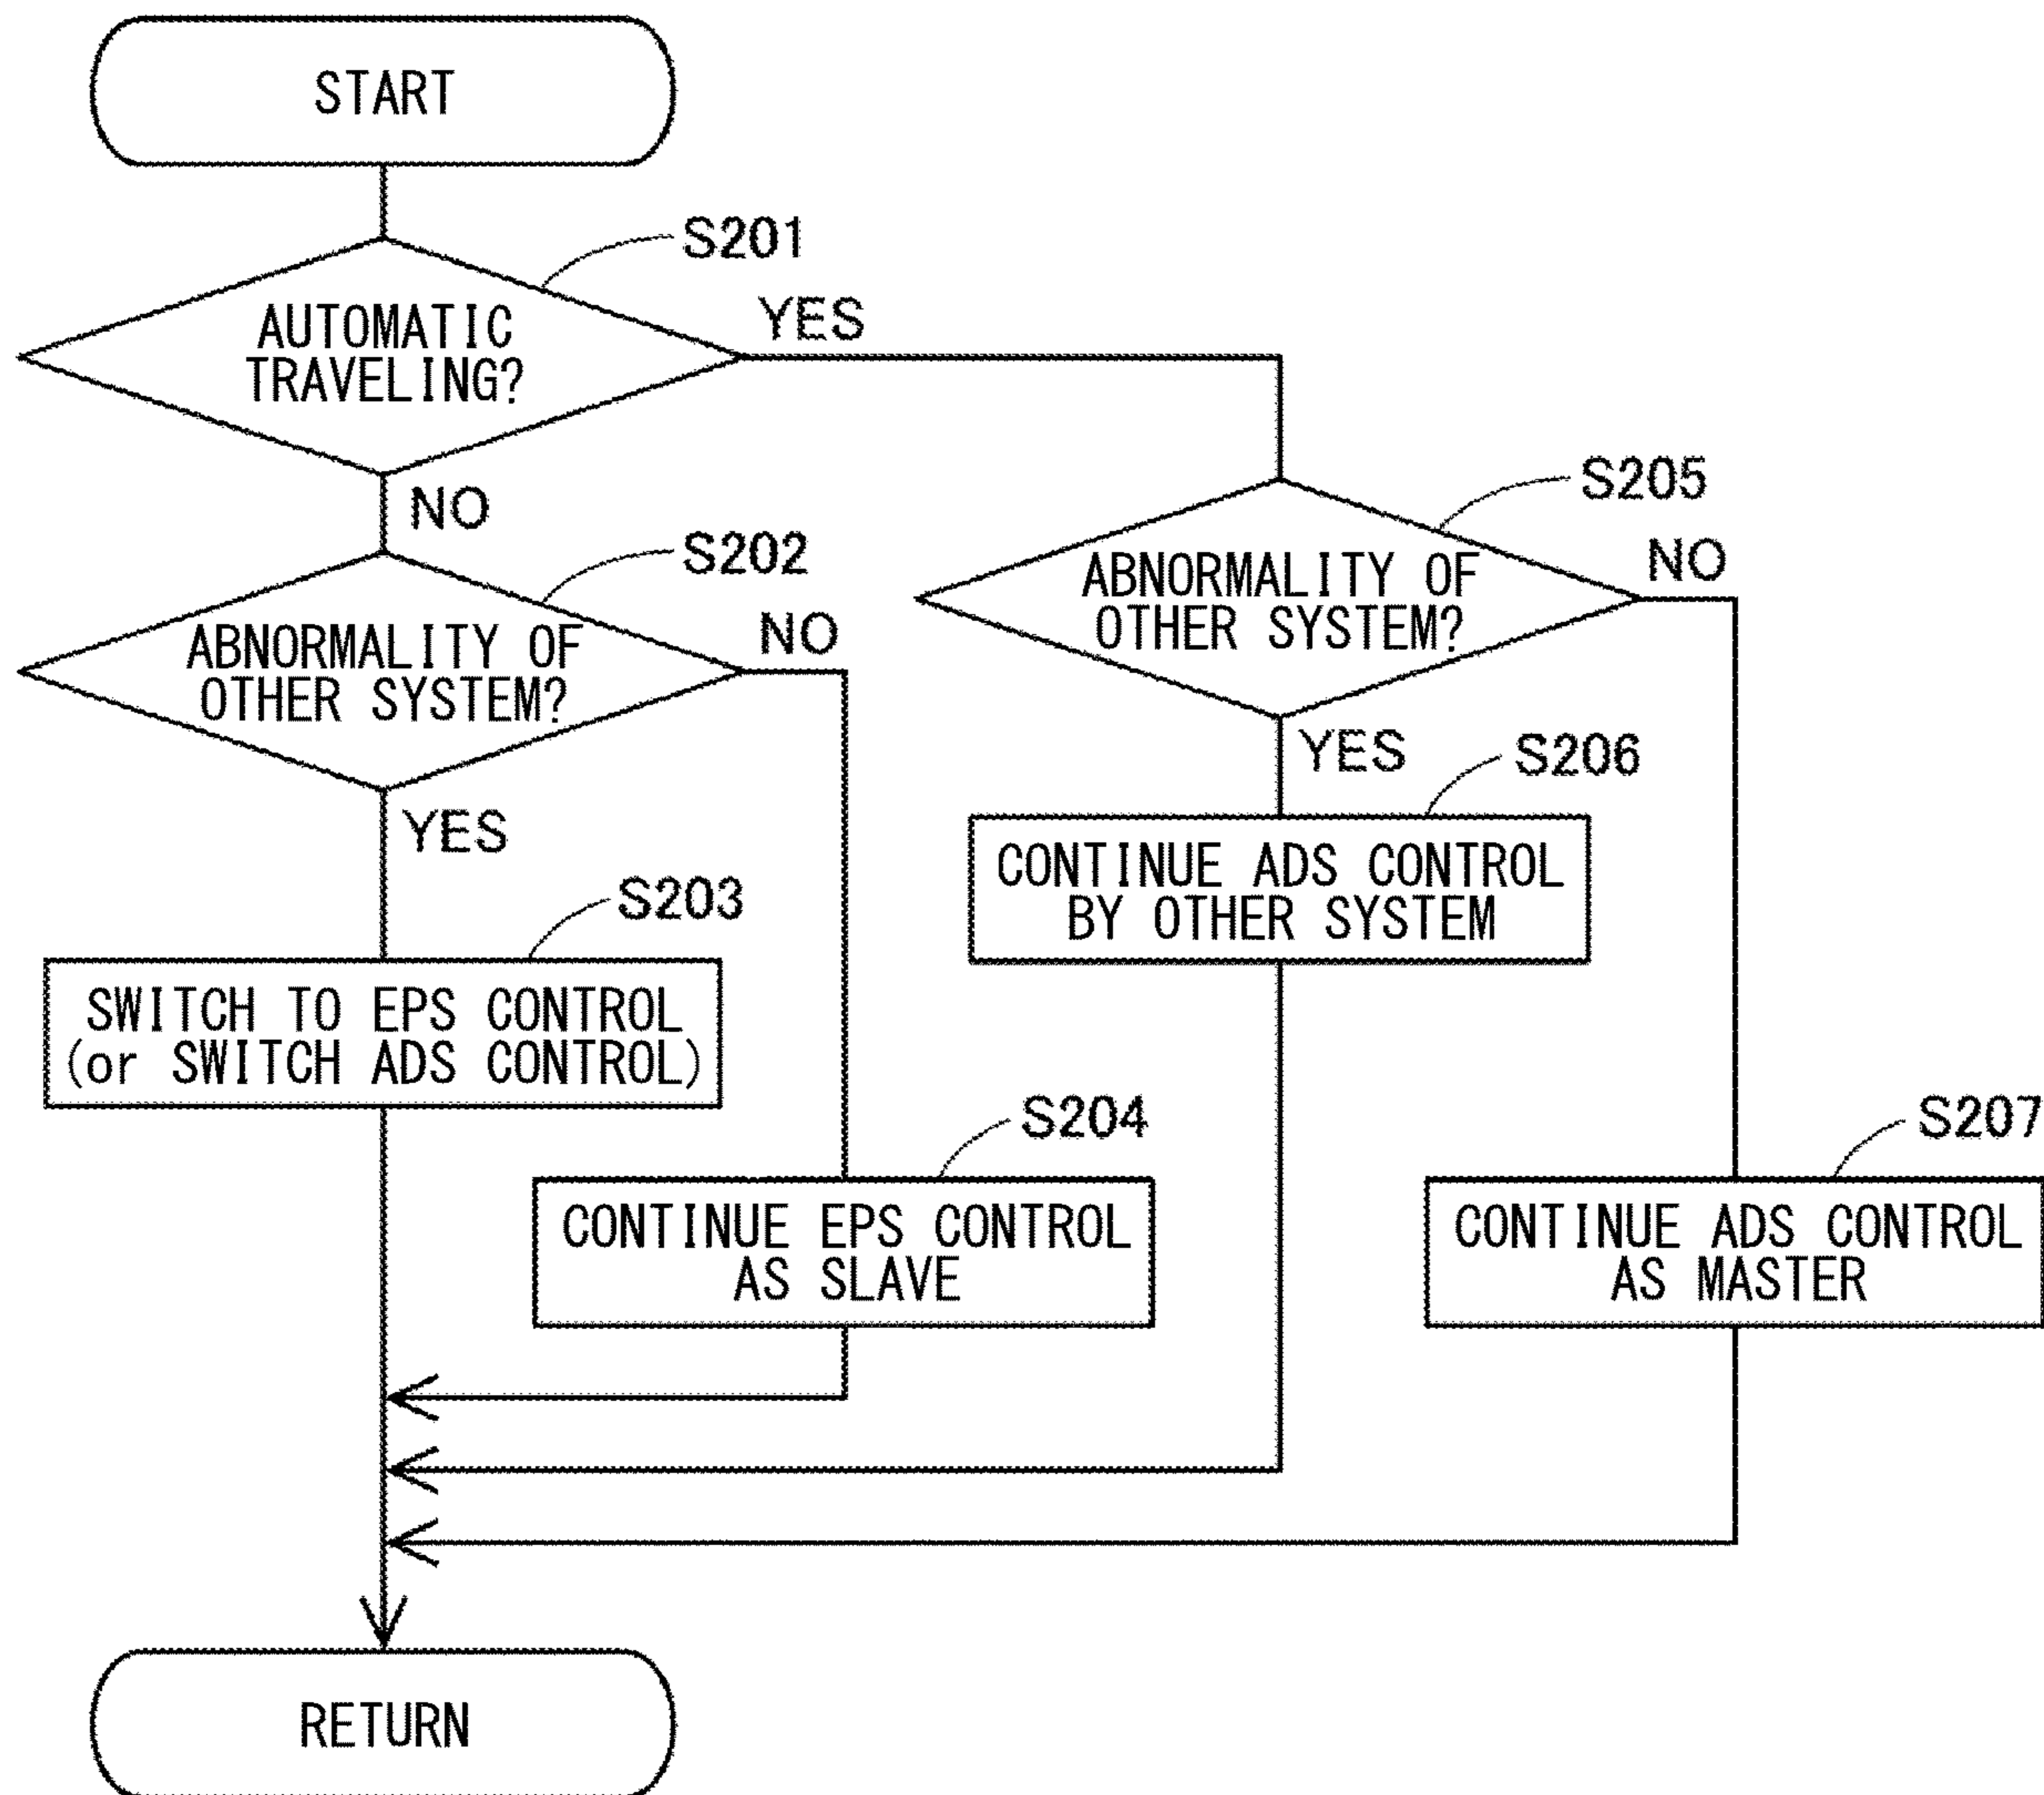 START
S201
AUTOMATIC
TRAVELING?
YES
NO
S202
ABNORMALITY OF
OTHER SYSTEM?
NO
YES
S203
SWITCH TO EPS CONTROL
(or SWITCH ADS CONTROL)
S204
CONTINUE EPS CONTROL
AS SLAVE
S205
ABNORMALITY OF
OTHER SYSTEM?
NO
YES
S206
CONTINUE ADS CONTROL
BY OTHER SYSTEM
S207
CONTINUE ADS CONTROL
AS MASTER
RETURN